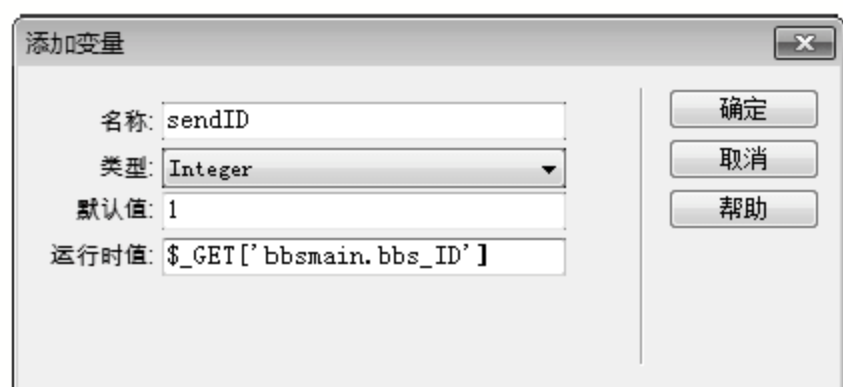 添加变量
名称: sendID
确定
类型: Integer
取消
默认值: 1
帮助
运行时值: $_GET['bbsmain.bbs_ID']